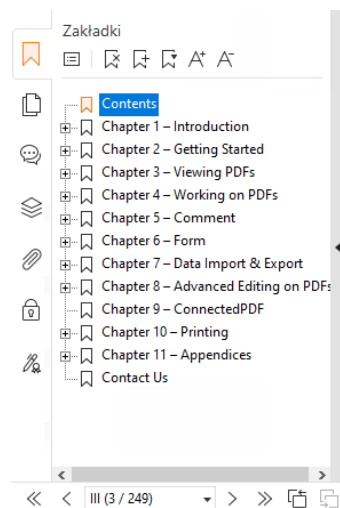 Zakładki
Contents
Chapter 1 – Introduction
Chapter 2 – Getting Started
Chapter 3 – Viewing PDFs
Chapter 4 – Working on PDFs
Chapter 5 – Comment
Chapter 6 – Form
Chapter 7 – Data Import & Export
Chapter 8 – Advanced Editing on PDFs
Chapter 9 – ConnectedPDF
Chapter 10 – Printing
Chapter 11 – Appendices
Contact Us
III (3 / 249)